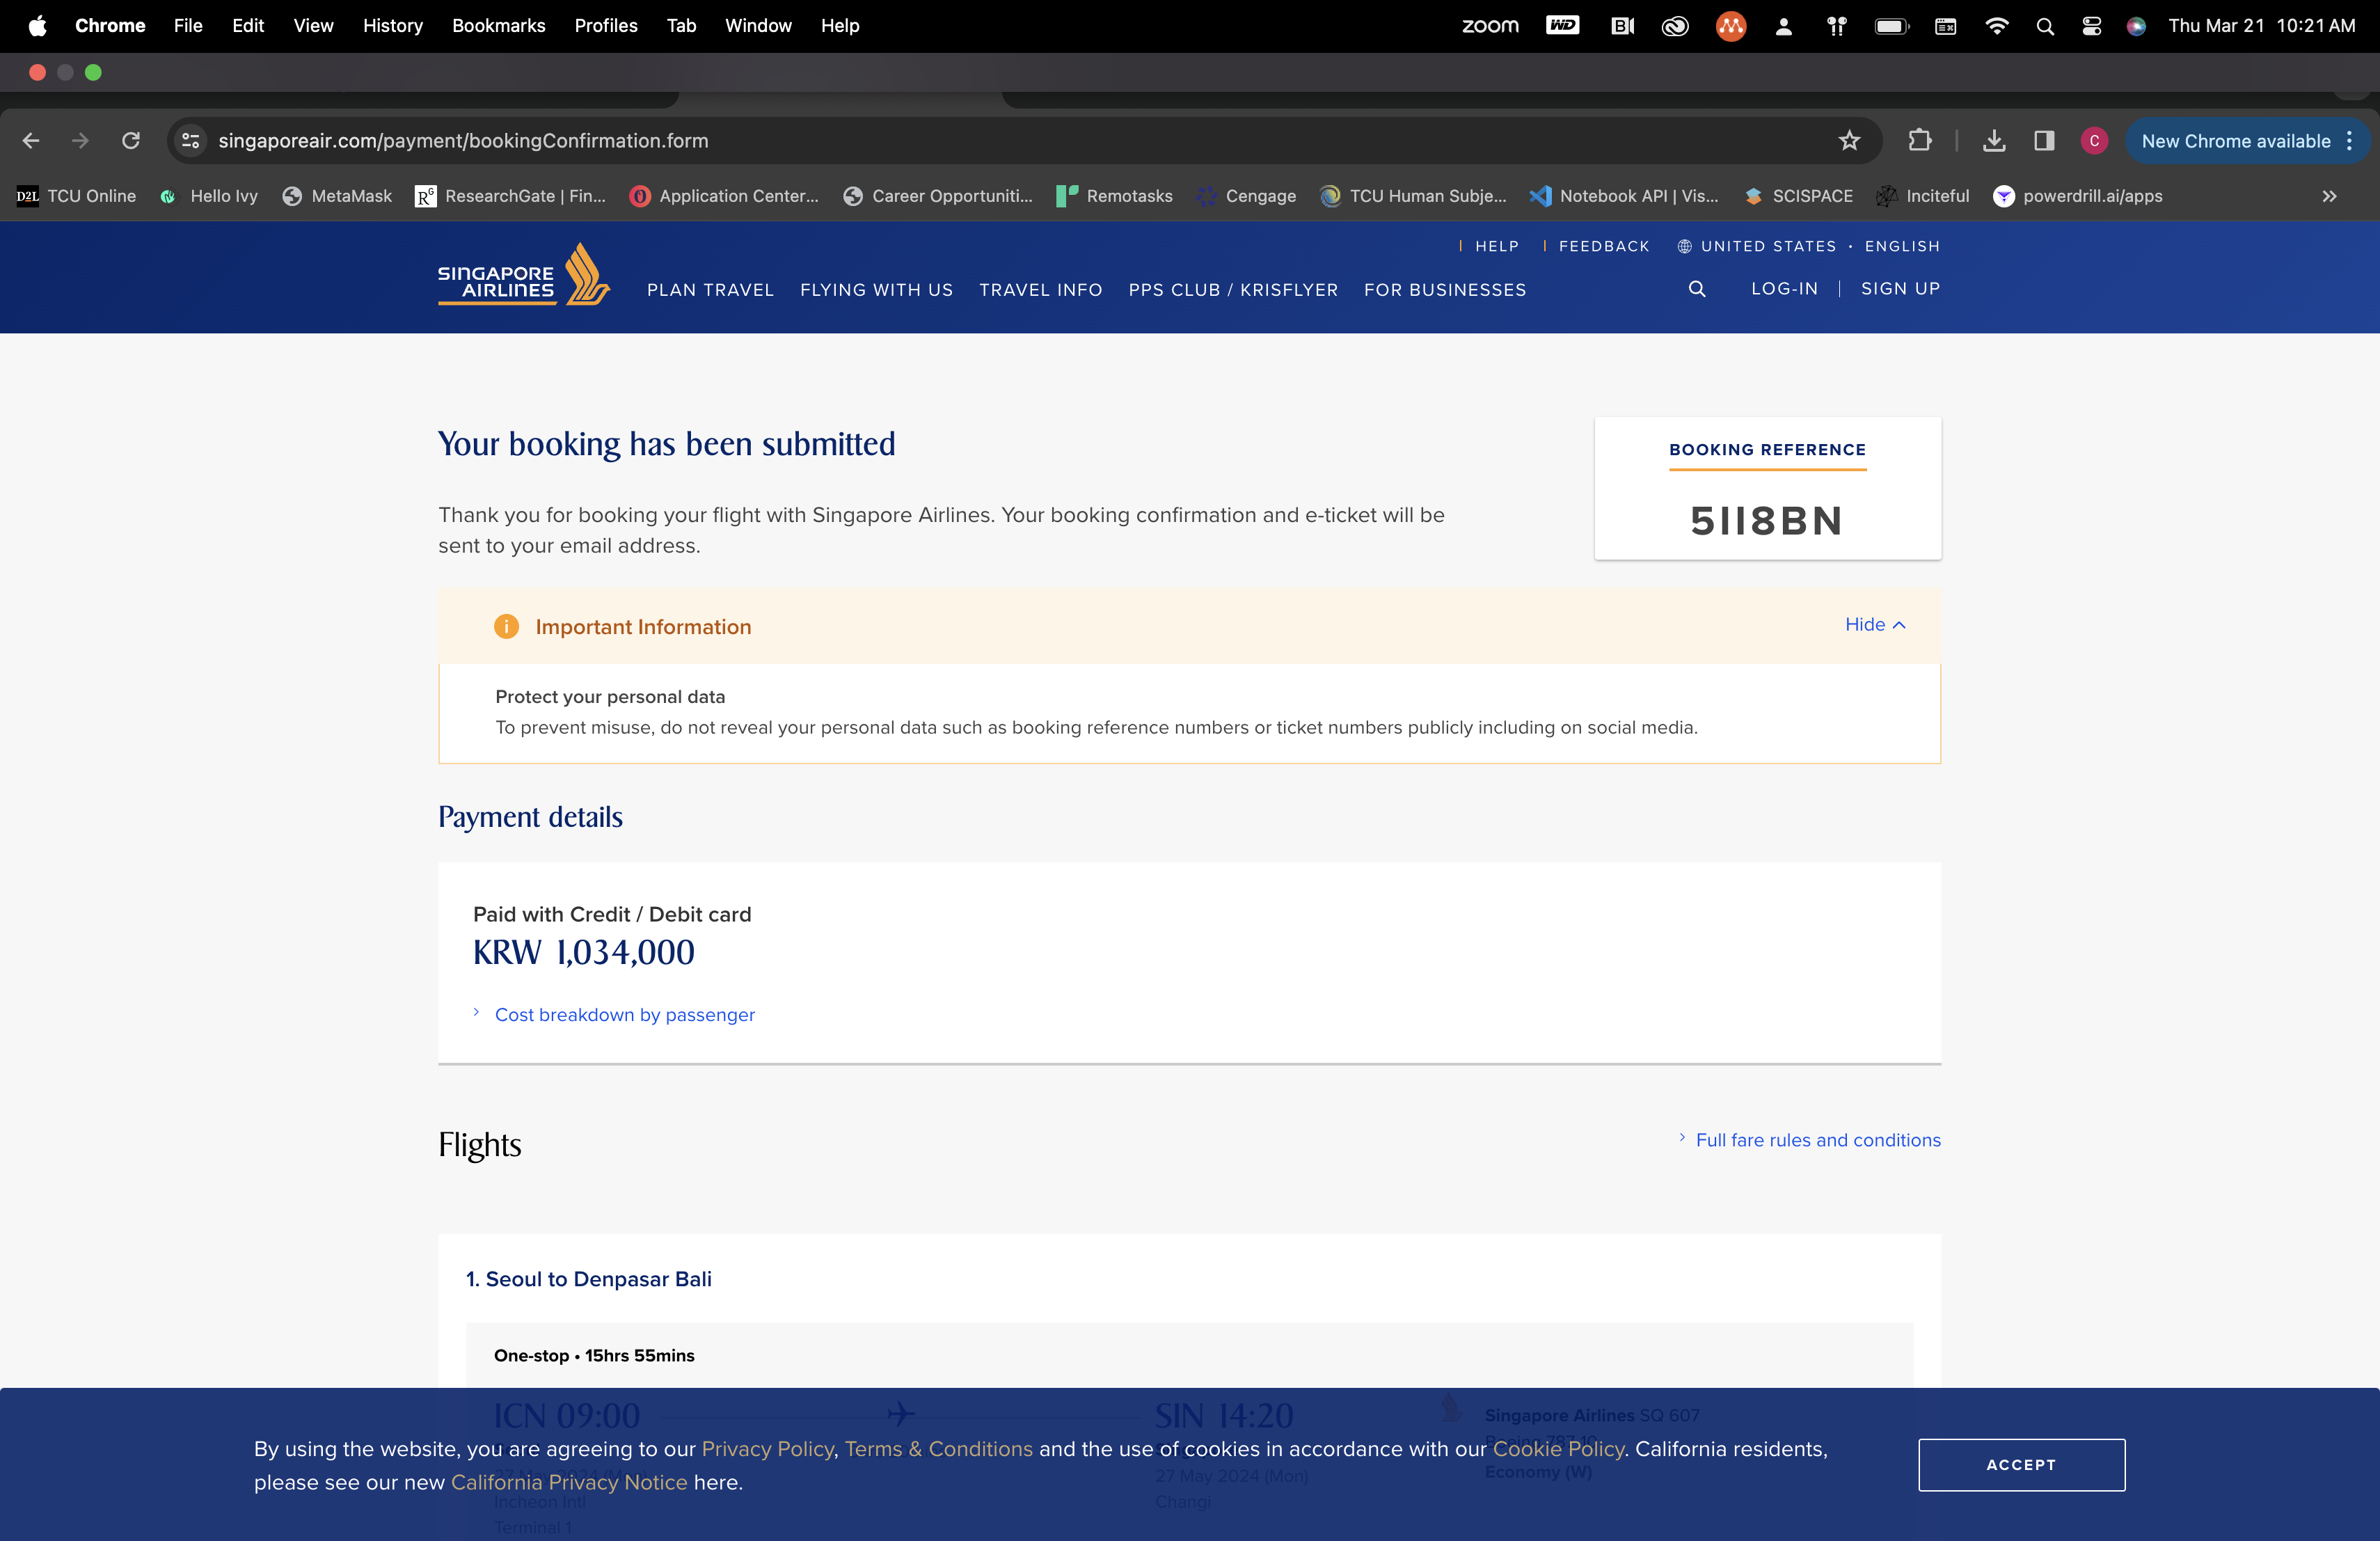 Chrome File Edit View History Bookmarks Profiles Tab Window Help zoom WD Thu Mar 21 10:21 AM
singaporeair.com/payment/bookingConfirmation.form C New Chrome available
D2L TCU Online Hello Ivy MetaMask RG ResearchGate | Fin... Application Center... Career Opportuniti... Remotasks Cengage TCU Human Subje... Notebook API | Vis... SCISPACE Inciteful powerdrill.ai/apps
HELP FEEDBACK UNITED STATES • ENGLISH
SINGAPORE AIRLINES
PLAN TRAVEL FLYING WITH US TRAVEL INFO PPS CLUB / KRISFLYER FOR BUSINESSES LOG-IN SIGN UP
Your booking has been submitted
BOOKING REFERENCE
5II8BN
Thank you for booking your flight with Singapore Airlines. Your booking confirmation and e-ticket will be
sent to your email address.
Important Information Hide
Protect your personal data
To prevent misuse, do not reveal your personal data such as booking reference numbers or ticket numbers publicly including on social media.
Payment details
Paid with Credit / Debit card
KRW 1,034,000
Cost breakdown by passenger
Flights Full fare rules and conditions
1. Seoul to Denpasar Bali
One-stop • 15hrs 55mins
ICN 09:00 SIN 14:20 Singapore Airlines SQ 607
By using the website, you are agreeing to our Privacy Policy, Terms & Conditions and the use of cookies in accordance with our Cookie Policy. California residents,
please see our new California Privacy Notice here.
ACCEPT
27 May 2024 (Mon) Economy (W)
Incheon Intl Changi
Terminal 1